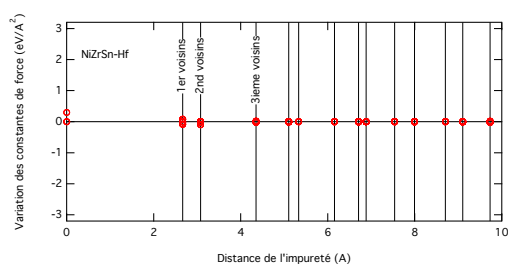 Variation des constantes de force (eV/A²)
3
2
1
0
-1
-2
-3
NiZrSn-Hf
1er voisins
2nd voisins
3ieme voisins
0 2 4 6 8 10
Distance de l'impureté (A)